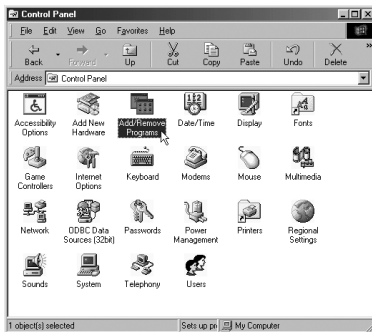 Control Panel
File Edit View Go Favorites Help
Back Forward Up Cut Copy Paste Undo Delete
Address Control Panel
Accessibility Options
Add New Hardware
Add/Remove Programs
Date/Time
Display
Fonts
Game Controllers
Internet Options
Keyboard
Modems
Mouse
Multimedia
Network
ODBC Data Sources (32bit)
Passwords
Power Management
Printers
Regional Settings
Sounds
System
Telephony
Users
1 object(s) selected Sets up pr My Computer